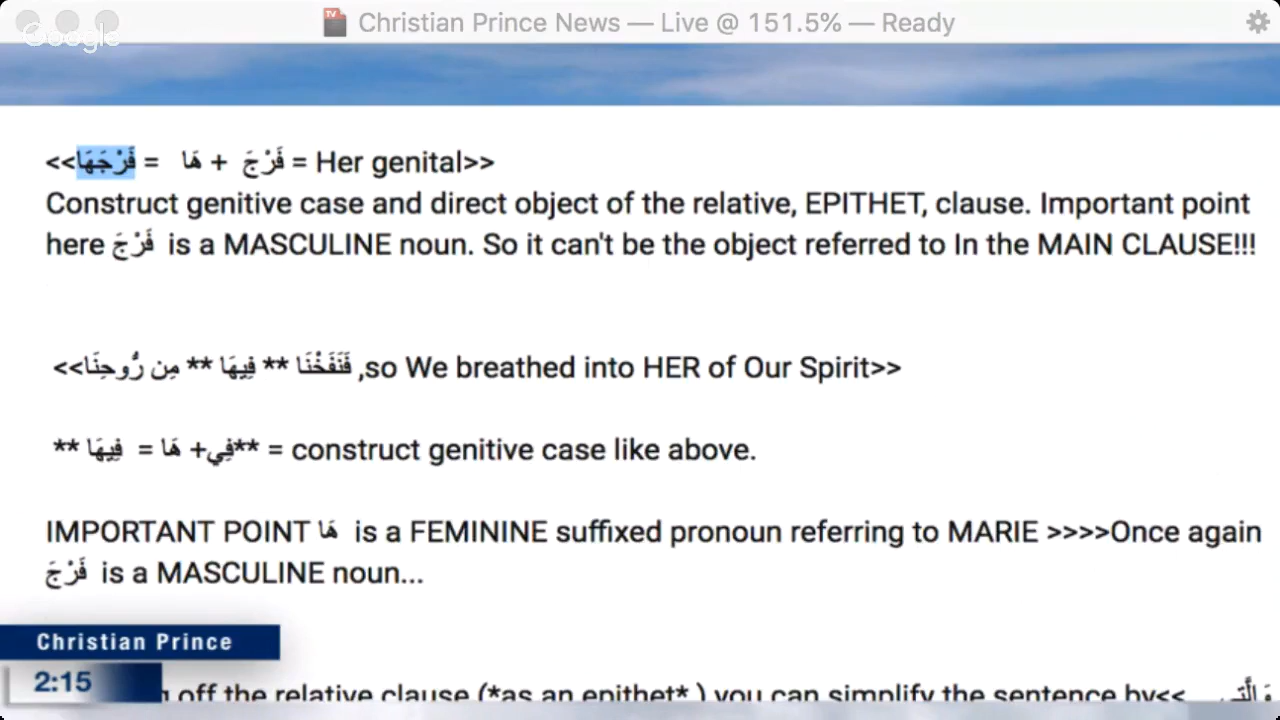 Google
TV
Christian Prince News — Live @ 151.5% — Ready
<<فَرْجَهَا = هَا + فَرْجَ = Her genital>>
Construct genitive case and direct object of the relative, EPITHET, clause. Important point
here فَرْجَ is a MASCULINE noun. So it can't be the object referred to In the MAIN CLAUSE!!!
<<فَنَفَخْنَا ** فِيهَا ** مِن رُّوحِنَا ,so We breathed into HER of Our Spirit>>
** فِيهَا = هَا +فِي** = construct genitive case like above.
IMPORTANT POINT هَا is a FEMININE suffixed pronoun referring to MARIE >>>>Once again
فَرْجَ is a MASCULINE noun...
Christian Prince
2:15
off the relative clause (*as an epithet* ) you can simplify the sentence by<<